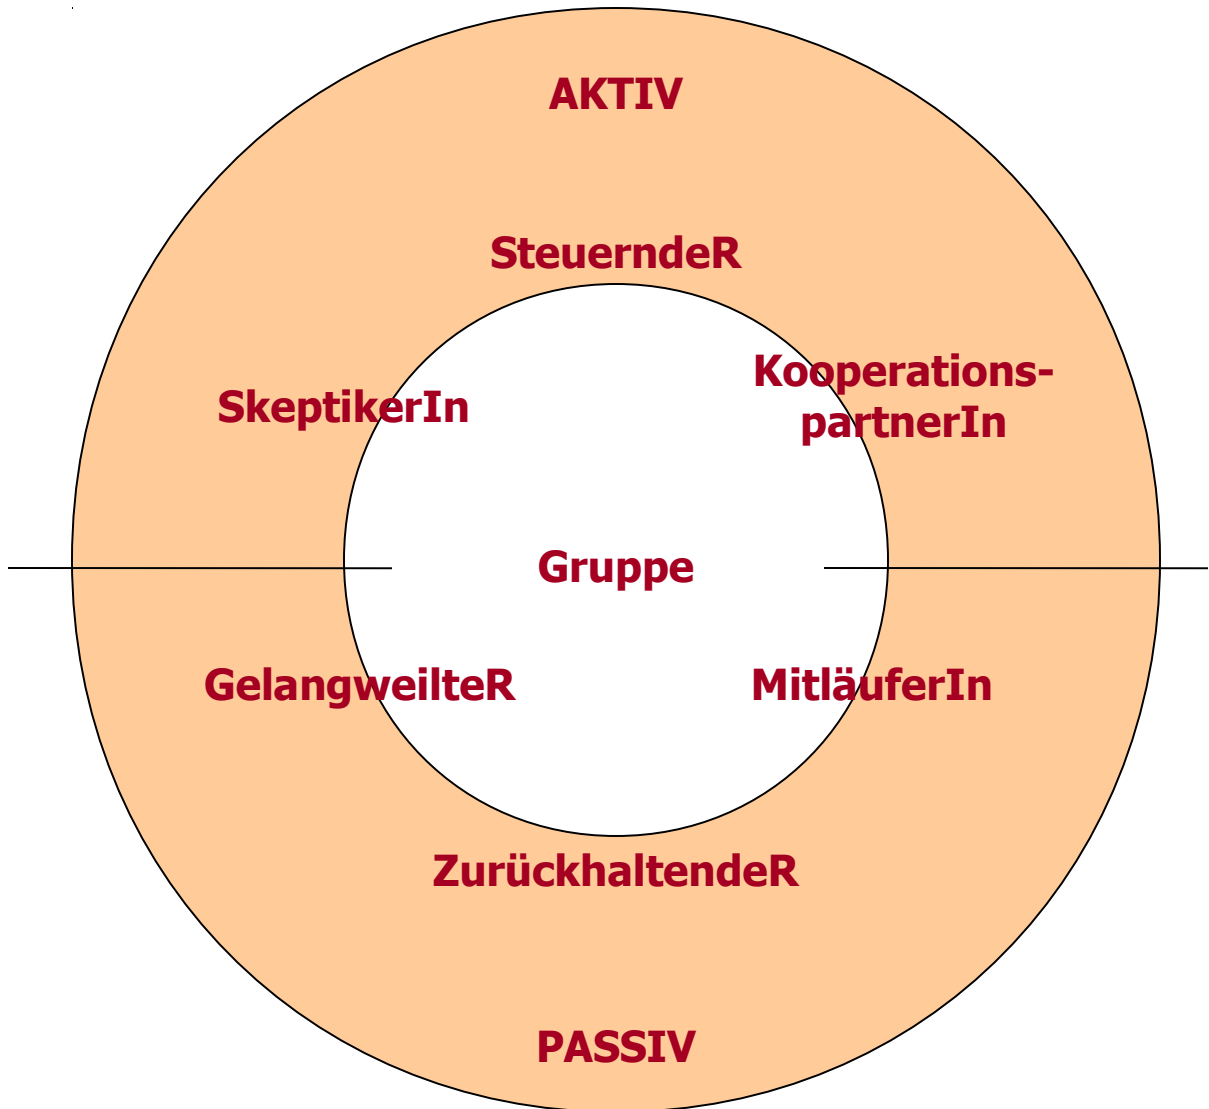 AKTIV
SteuerndeR
Kooperations-
partnerIn
SkeptikerIn
Gruppe
GelangweilteR
MitläuferIn
ZurückhaltendeR
PASSIV